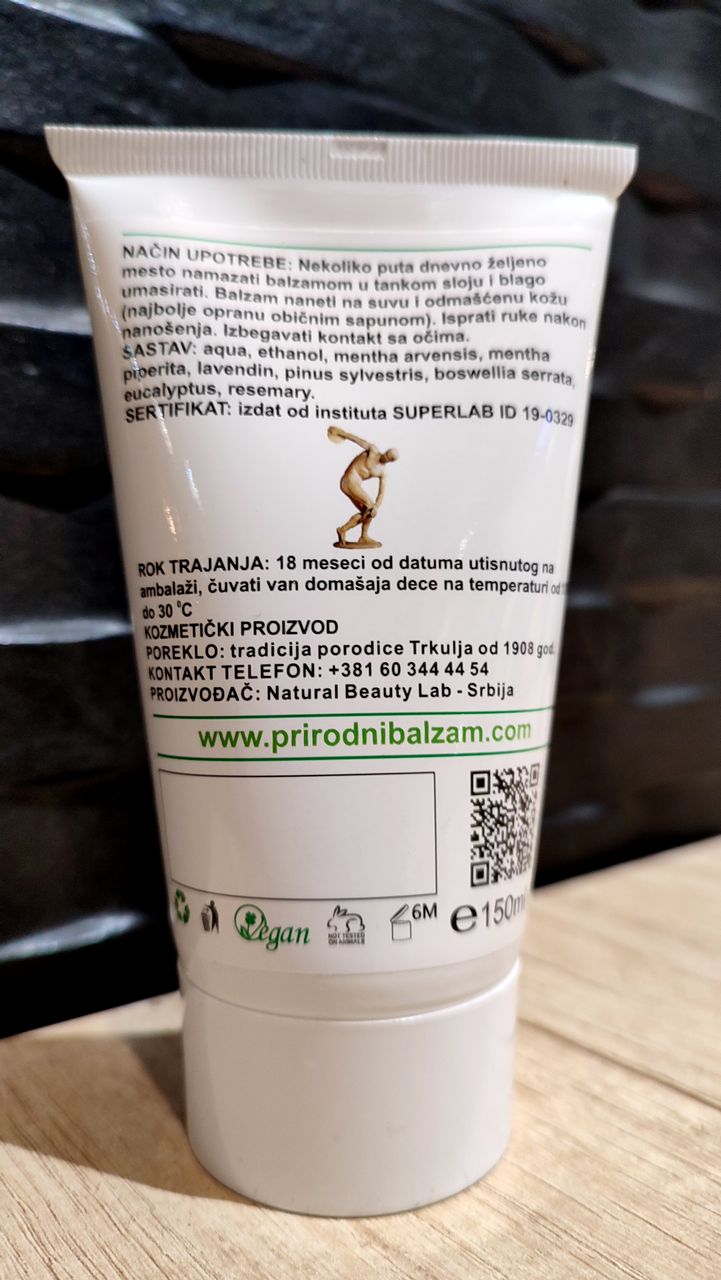 NAČIN UPOTREBE: Nekoliko puta dnevno željeno
mesto namazati balzamom u tankom sloju i blago
umasirati. Balzam naneti na suvu i odmašćenu kožu
(najbolje opranu običnim sapunom). Isprati ruke nakon
nanošenja. Izbegavati kontakt sa očima.
SASTAV: aqua, ethanol, mentha arvensis, mentha
piperita, lavendin, pinus sylvestris, boswellia serrata,
eucalyptus, resemary.
SERTIFIKAT: izdat od instituta SUPERLAB ID 19-0329
ROK TRAJANJA: 18 meseci od datuma utisnutog na
ambalaži, čuvati van domašaja dece na temperaturi od
do 30 °C
KOZMETIČKI PROIZVOD
POREKLO: tradicija porodice Trkulja od 1908 god.
KONTAKT TELEFON: +381 60 344 44 54
PROIZVOĐAČ: Natural Beauty Lab - Srbija
www.prirodnibalzam.com
Vegan NOT TESTED ON ANIMALS 6M e150ml